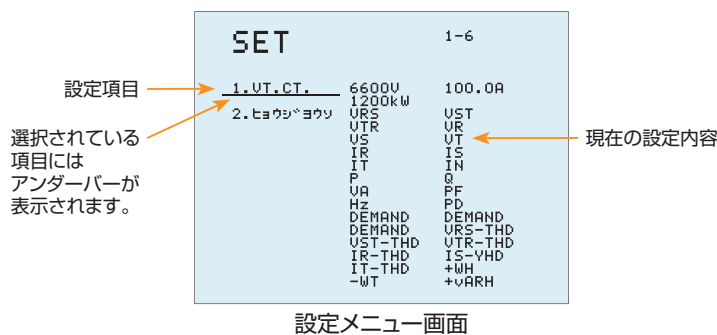 SET 1-6
設定項目
1.VT.CT. 6600V 100.0A
1200kW
2.ヒョウジヨウソ VRS VST
VTR VR
VS VT
IR IS
IT IN
P Q
VA PF
Hz PD
DEMAND DEMAND
DEMAND VRS-THD
VST-THD VTR-THD
IR-THD IS-YHD
IT-THD +WH
-WT +vARH
選択されている
項目には
アンダーバーが
表示されます。
現在の設定内容
設定メニュー画面